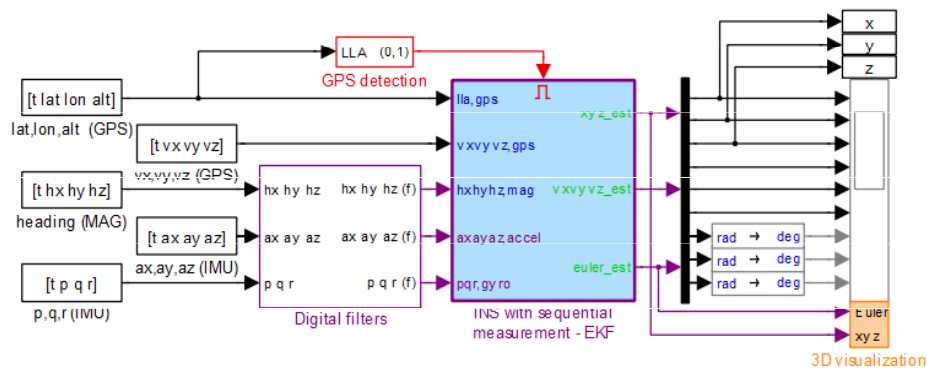 x
y
z
LLA (0,1)
GPS detection
[t lat lon alt]
lat,lon,alt (GPS)
[t vx vy vz]
vx,vy,vz (GPS)
[t hx hy hz]
heading (MAG)
[t ax ay az]
ax,ay,az (IMU)
[t p q r]
p,q,r (IMU)
hx hy hz hx hy hz (f)
ax ay az ax ay az (f)
p q r p q r (f)
Digital filters
lla,gps
xyz_est
vxvyvz,gps
hxhyhz,mag
vxvyvz_est
axayaz,accel
euler_est
pqr,gyro
INS with sequential
measurement - EKF
rad → deg
rad → deg
rad → deg
Euler
xyz
3D visualization